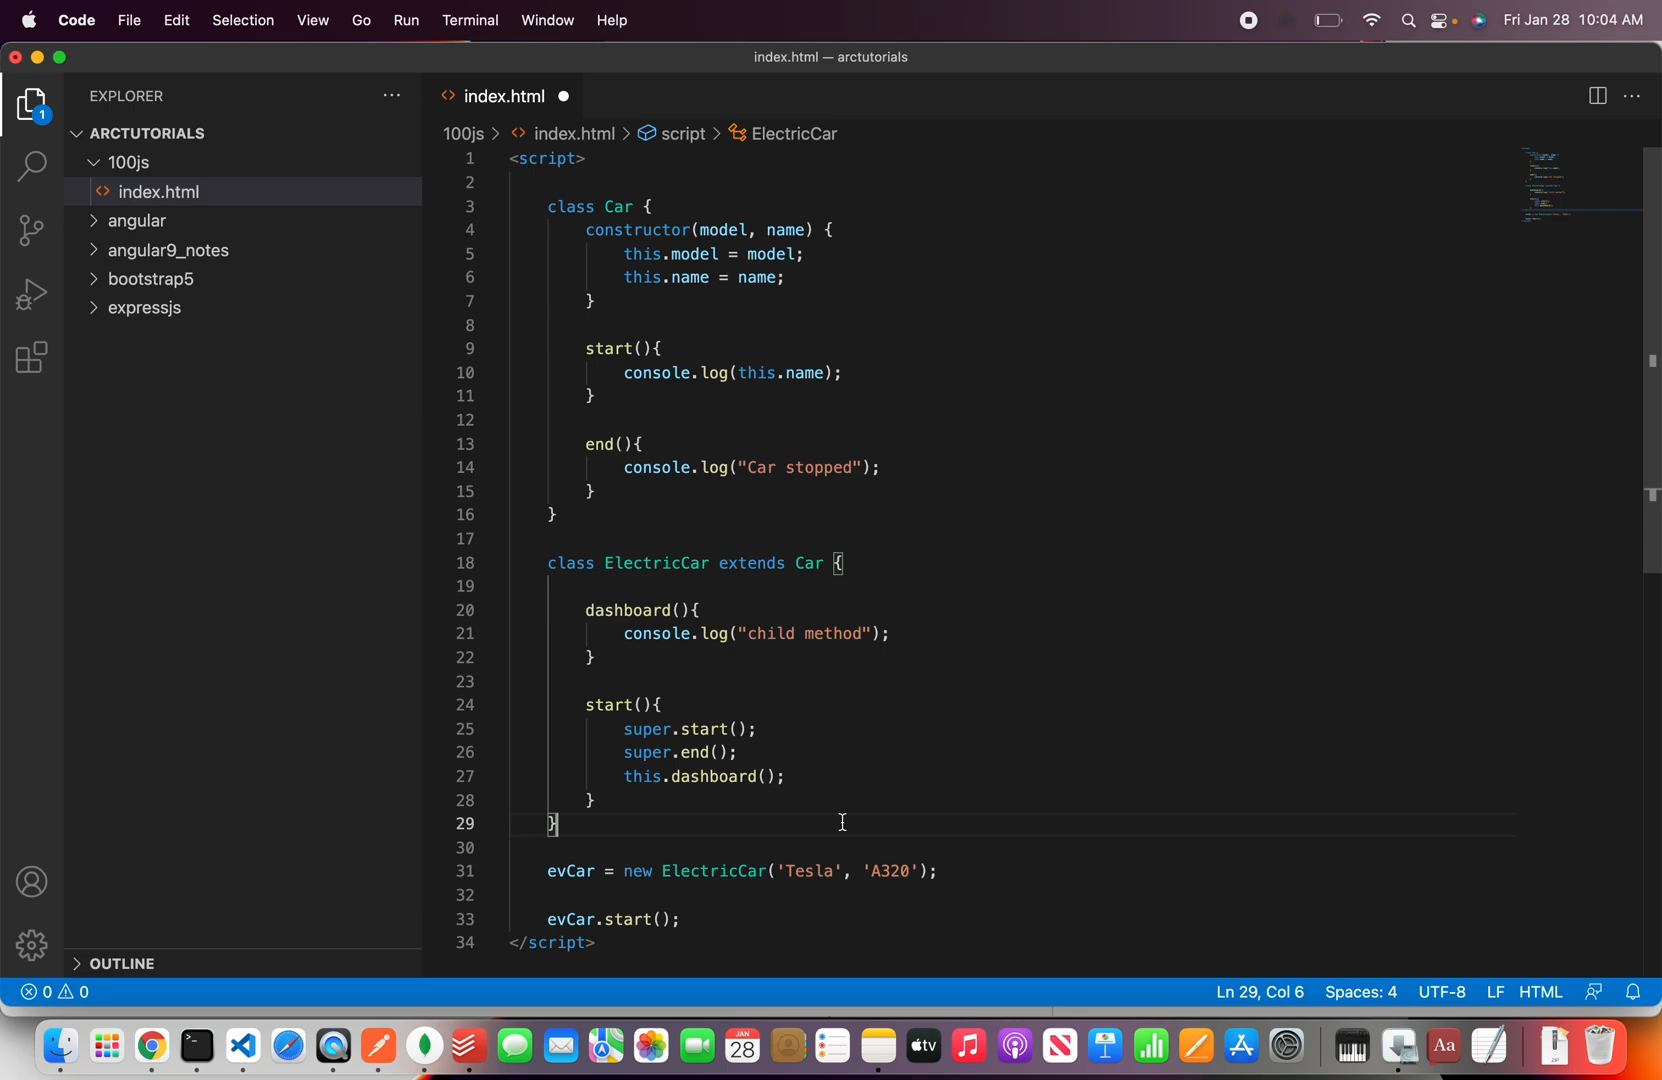 Code File Edit Selection View Go Run Terminal Window Help Fri Jan 28 10:04 AM
index.html — arctutorials
EXPLORER ···
1
ARCTUTORIALS
100js
index.html
angular
angular9_notes
bootstrap5
expressjs
OUTLINE
index.html
100js > index.html > script > ElectricCar
1 <script>
2
3 class Car {
4 constructor(model, name) {
5 this.model = model;
6 this.name = name;
7 }
8
9 start(){
10 console.log(this.name);
11 }
12
13 end(){
14 console.log("Car stopped");
15 }
16 }
17
18 class ElectricCar extends Car {
19
20 dashboard(){
21 console.log("child method");
22 }
23
24 start(){
25 super.start();
26 super.end();
27 this.dashboard();
28 }
29 }
30
31 evCar = new ElectricCar('Tesla', 'A320');
32
33 evCar.start();
34 </script>
0 0 Ln 29, Col 6 Spaces: 4 UTF-8 LF HTML
JAN
28
tv
Aa
ZIP